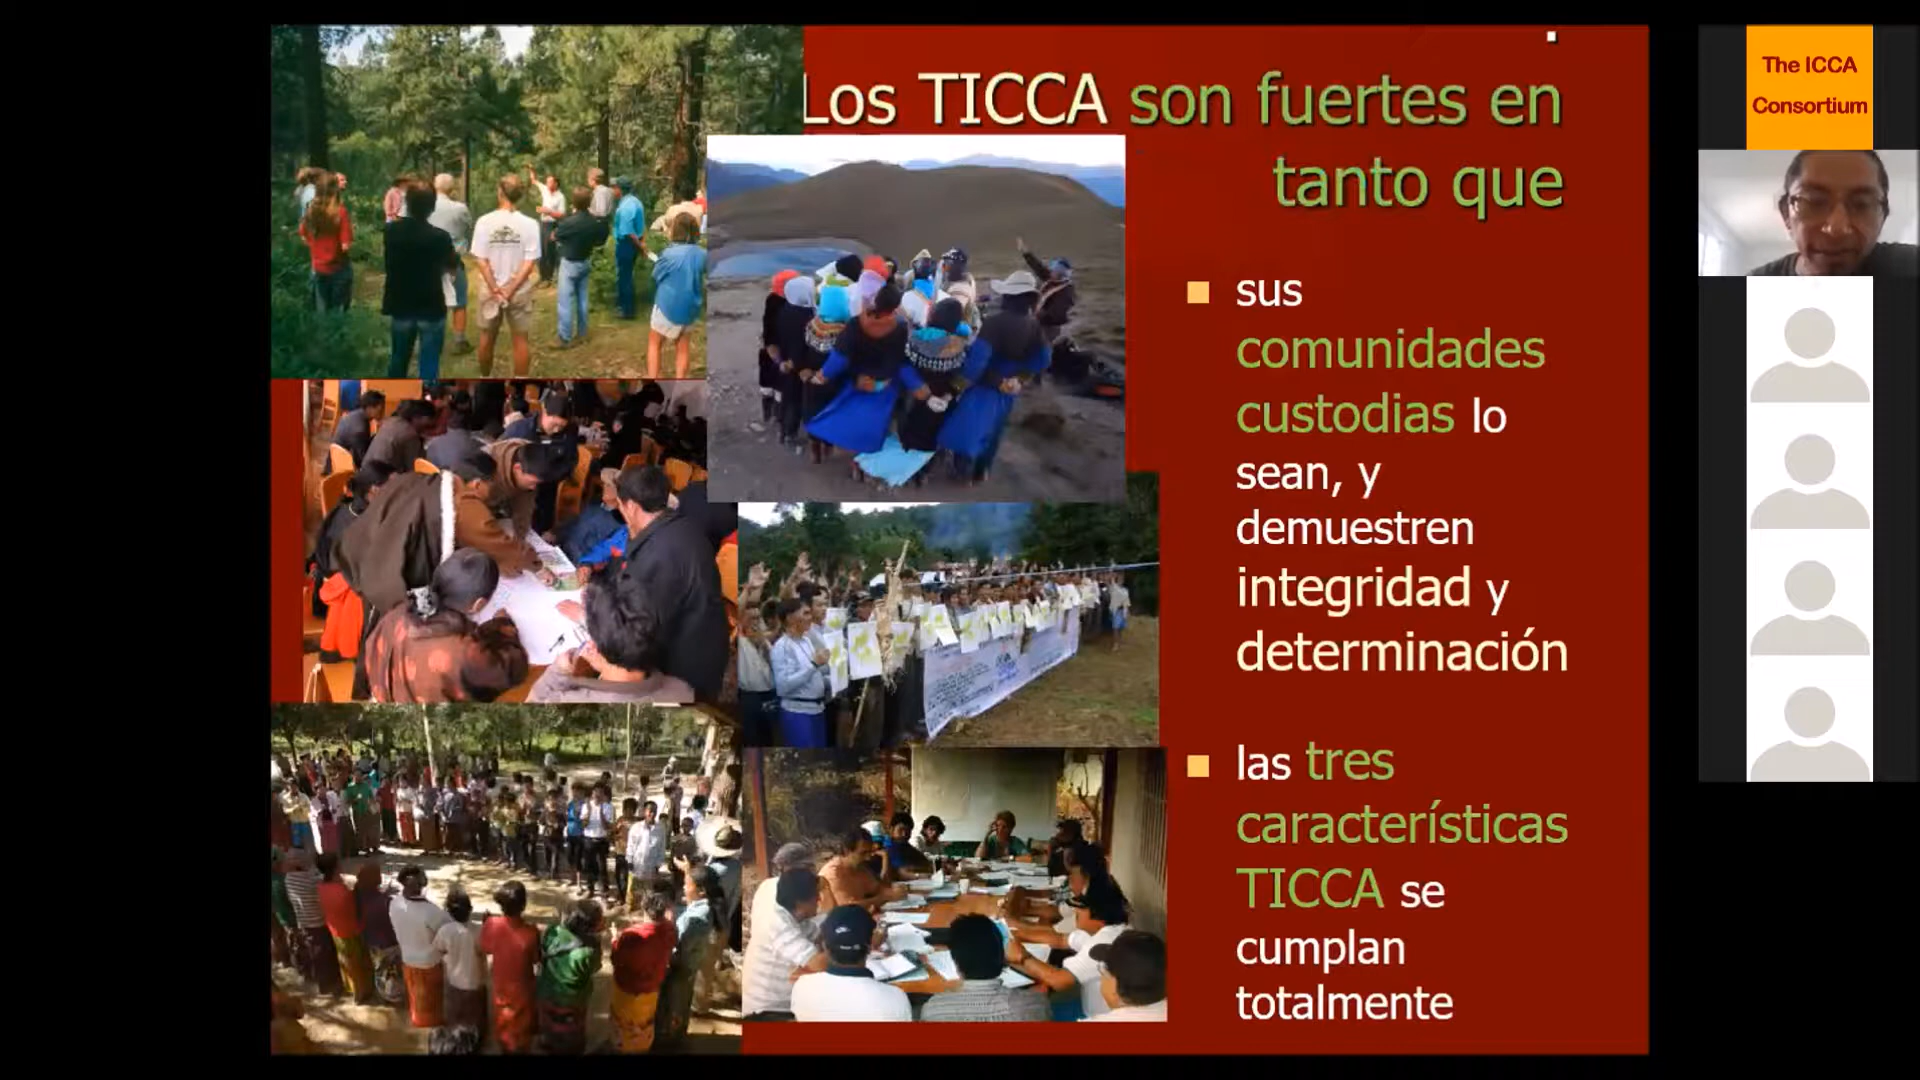 Los TICCA son fuertes en
tanto que
sus
comunidades
custodias lo
sean, y
demuestren
integridad y
determinación
las tres
características
TICCA se
cumplan
totalmente
The ICCA
Consortium